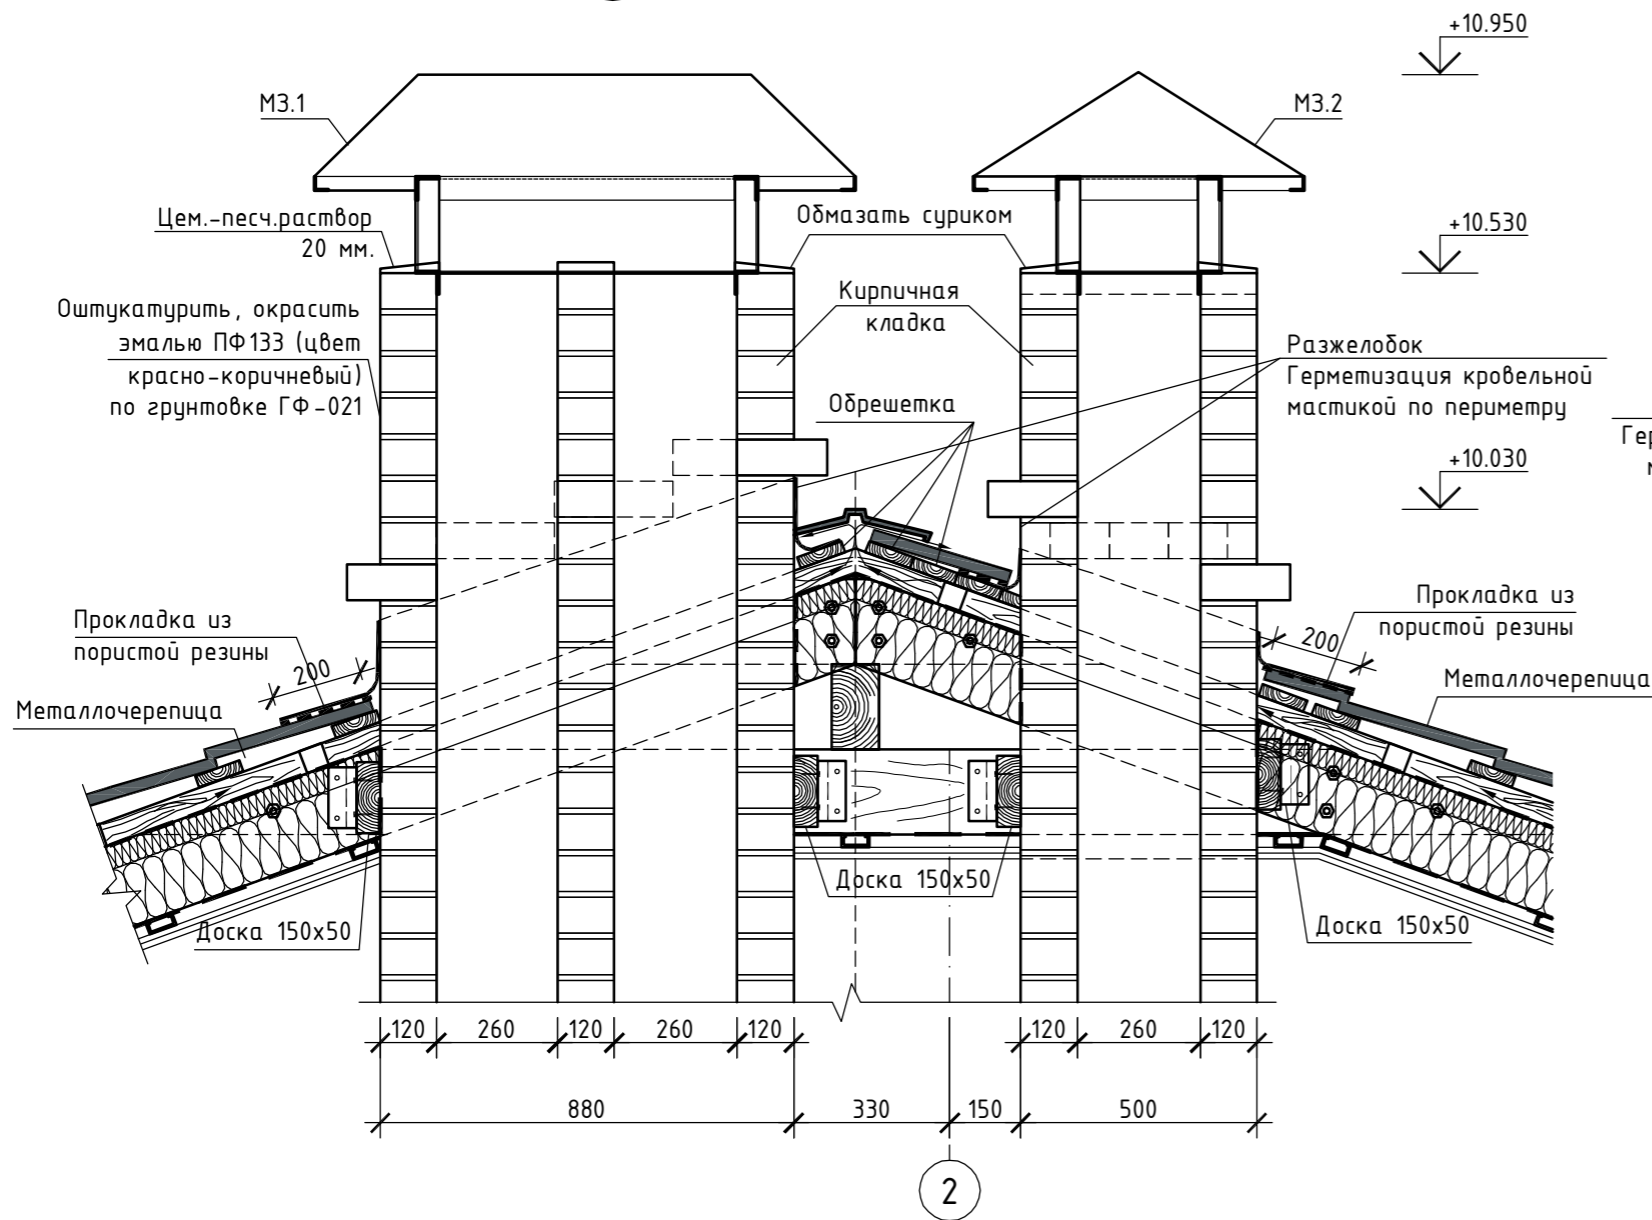 +10.950
М3.1
М3.2
Цем.-песч.раствор
20 мм.
Обмазать суриком
+10.530
Оштукатурить, окрасить
эмалью ПФ133 (цвет
красно-коричневый)
по грунтовке ГФ-021
Кирпичная
кладка
Разжелобок
Герметизация кровельной
мастикой по периметру
Обрешетка
+10.030
Прокладка из
пористой резины
200
Металлочерепица
Прокладка из
пористой резины
200
Металлочерепица
Доска 150х50
Доска 150х50
Доска 150х50
120 260 120 260 120 120 260 120
880 330 150 500
2